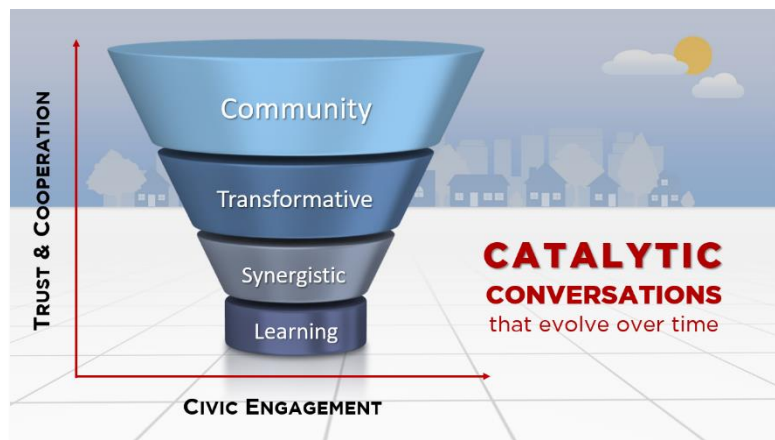 Community
Transformative
Synergistic
Learning
TRUST & COOPERATION
CIVIC ENGAGEMENT
CATALYTIC
CONVERSATIONS
that evolve over time